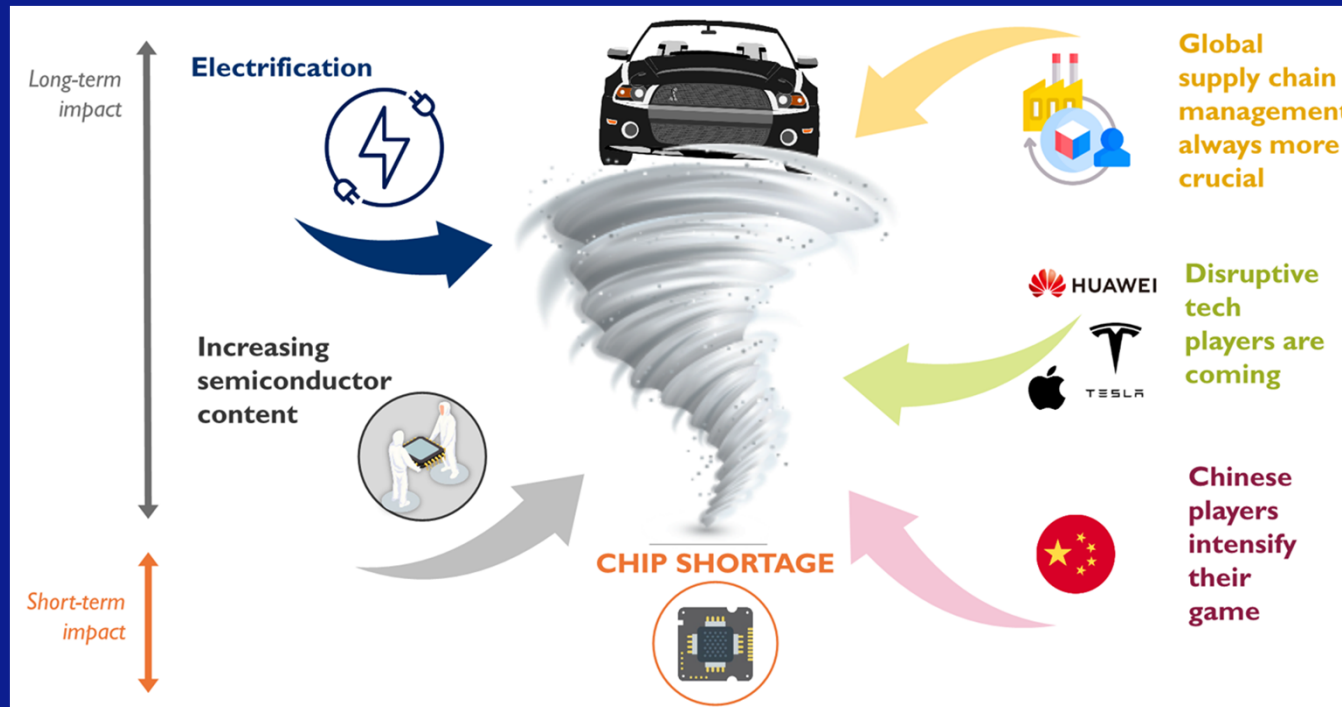 Long-term
impact
Electrification
Increasing
semiconductor
content
Short-term
impact
CHIP SHORTAGE
Global
supply chain
management
always more
crucial
HUAWEI
TESLA
Disruptive
tech
players are
coming
Chinese
players
intensify
their
game